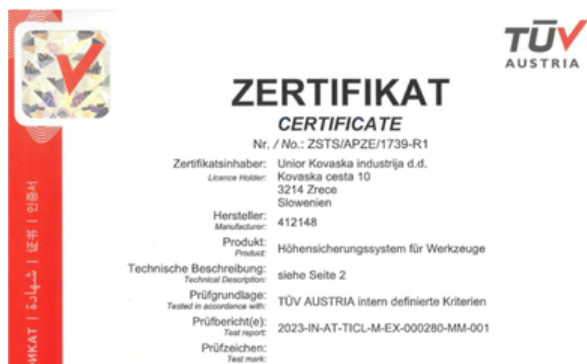 TÜV
AUSTRIA
ZERTIFIKAT
CERTIFICATE
Nr. / No.: ZSTS/APZE/1739-R1
Zertifikatsinhaber: Unior Kovaska industrija d.d.
Licence Holder: Kovaska cesta 10
3214 Zrece
Slowenien
Hersteller: 412148
Manufacturer:
Produkt: Höhensicherungssystem für Werkzeuge
Product:
Technische Beschreibung: siehe Seite 2
Technical Description:
Prüfgrundlage: TÜV AUSTRIA intern definierte Kriterien
Tested in accordance with:
Prüfbericht(e): 2023-IN-AT-TICL-M-EX-000280-MM-001
Test report:
Prüfzeichen:
Test mark:
ИКАТ | شهادة | 证书 | 인증서